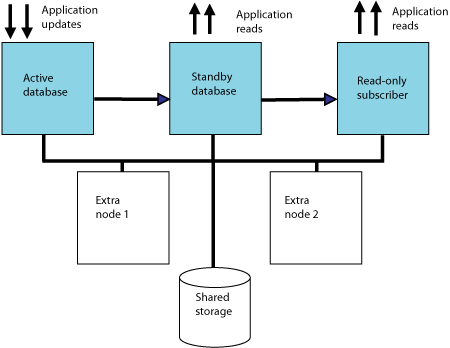 Application
updates
Application
reads
Application
reads
Active
database
Standby
database
Read-only
subscriber
Extra
node 1
Extra
node 2
Shared
storage